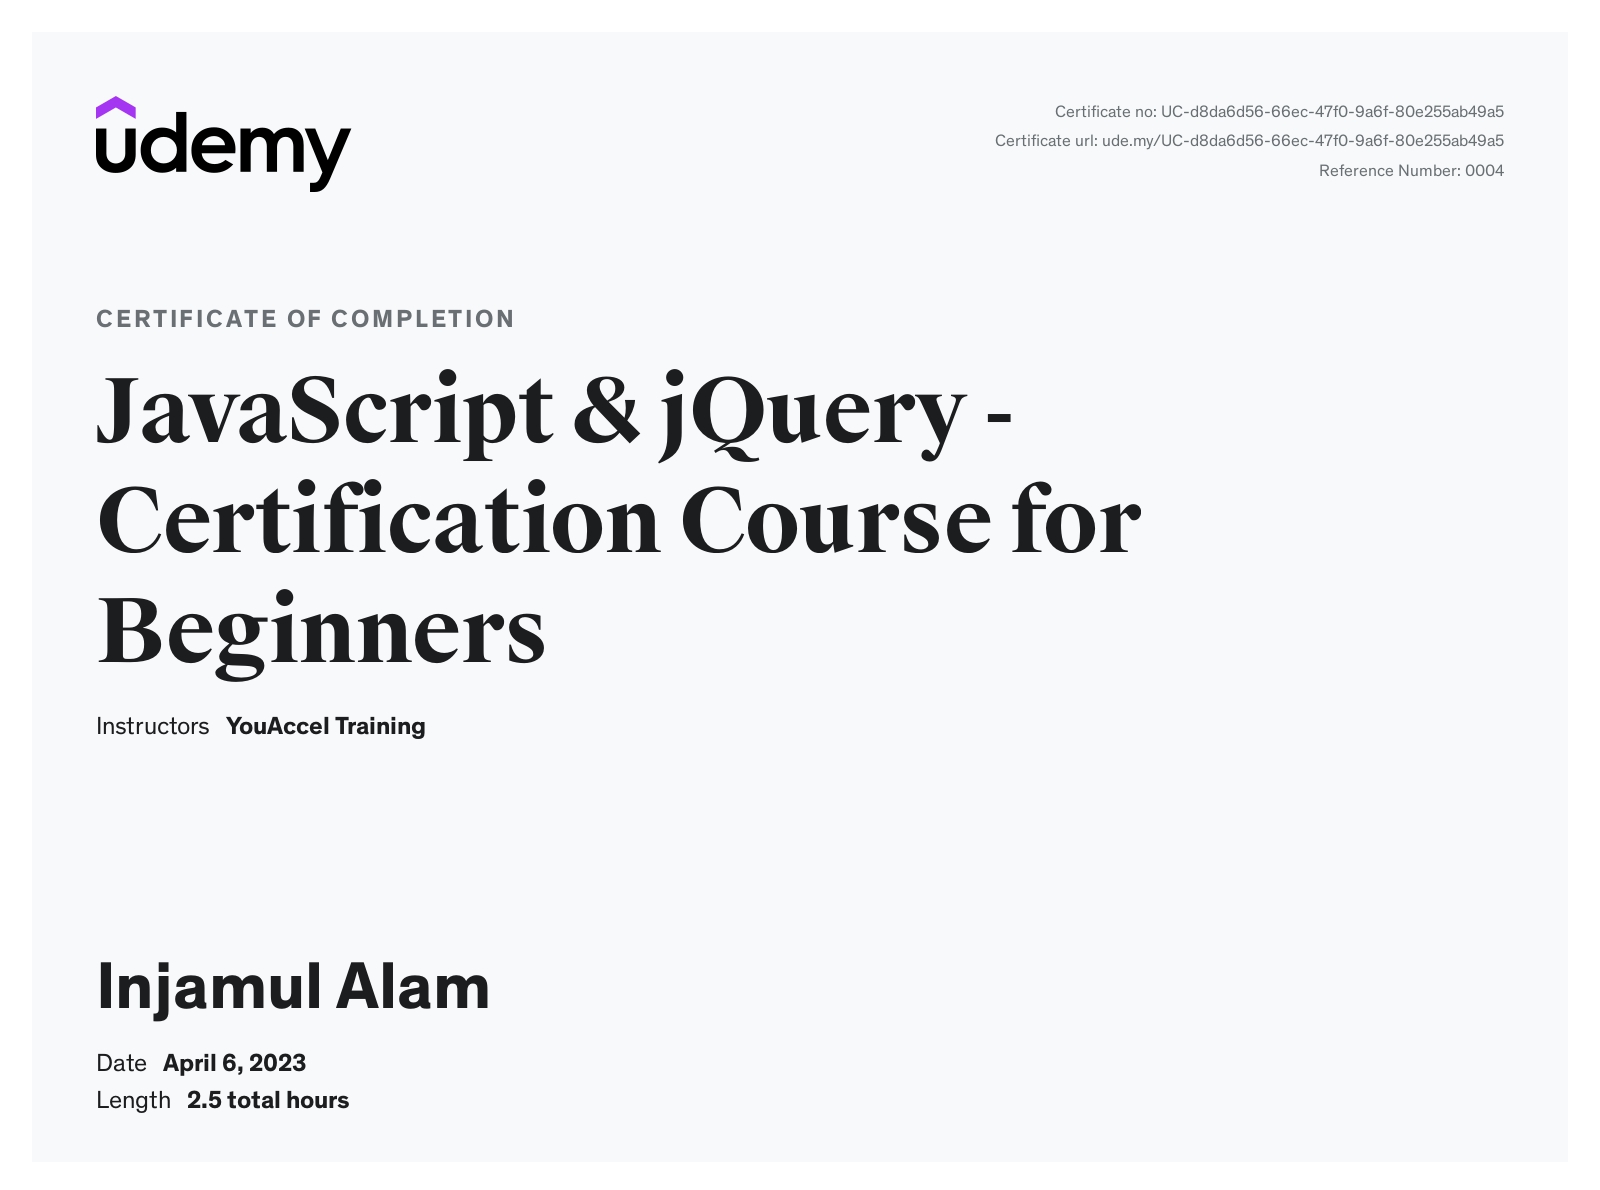 udemy
Certificate no: UC-d8da6d56-66ec-47f0-9a6f-80e255ab49a5
Certificate url: ude.my/UC-d8da6d56-66ec-47f0-9a6f-80e255ab49a5
Reference Number: 0004
CERTIFICATE OF COMPLETION
JavaScript & jQuery -
Certification Course for
Beginners
Instructors YouAccel Training
Injamul Alam
Date April 6, 2023
Length 2.5 total hours